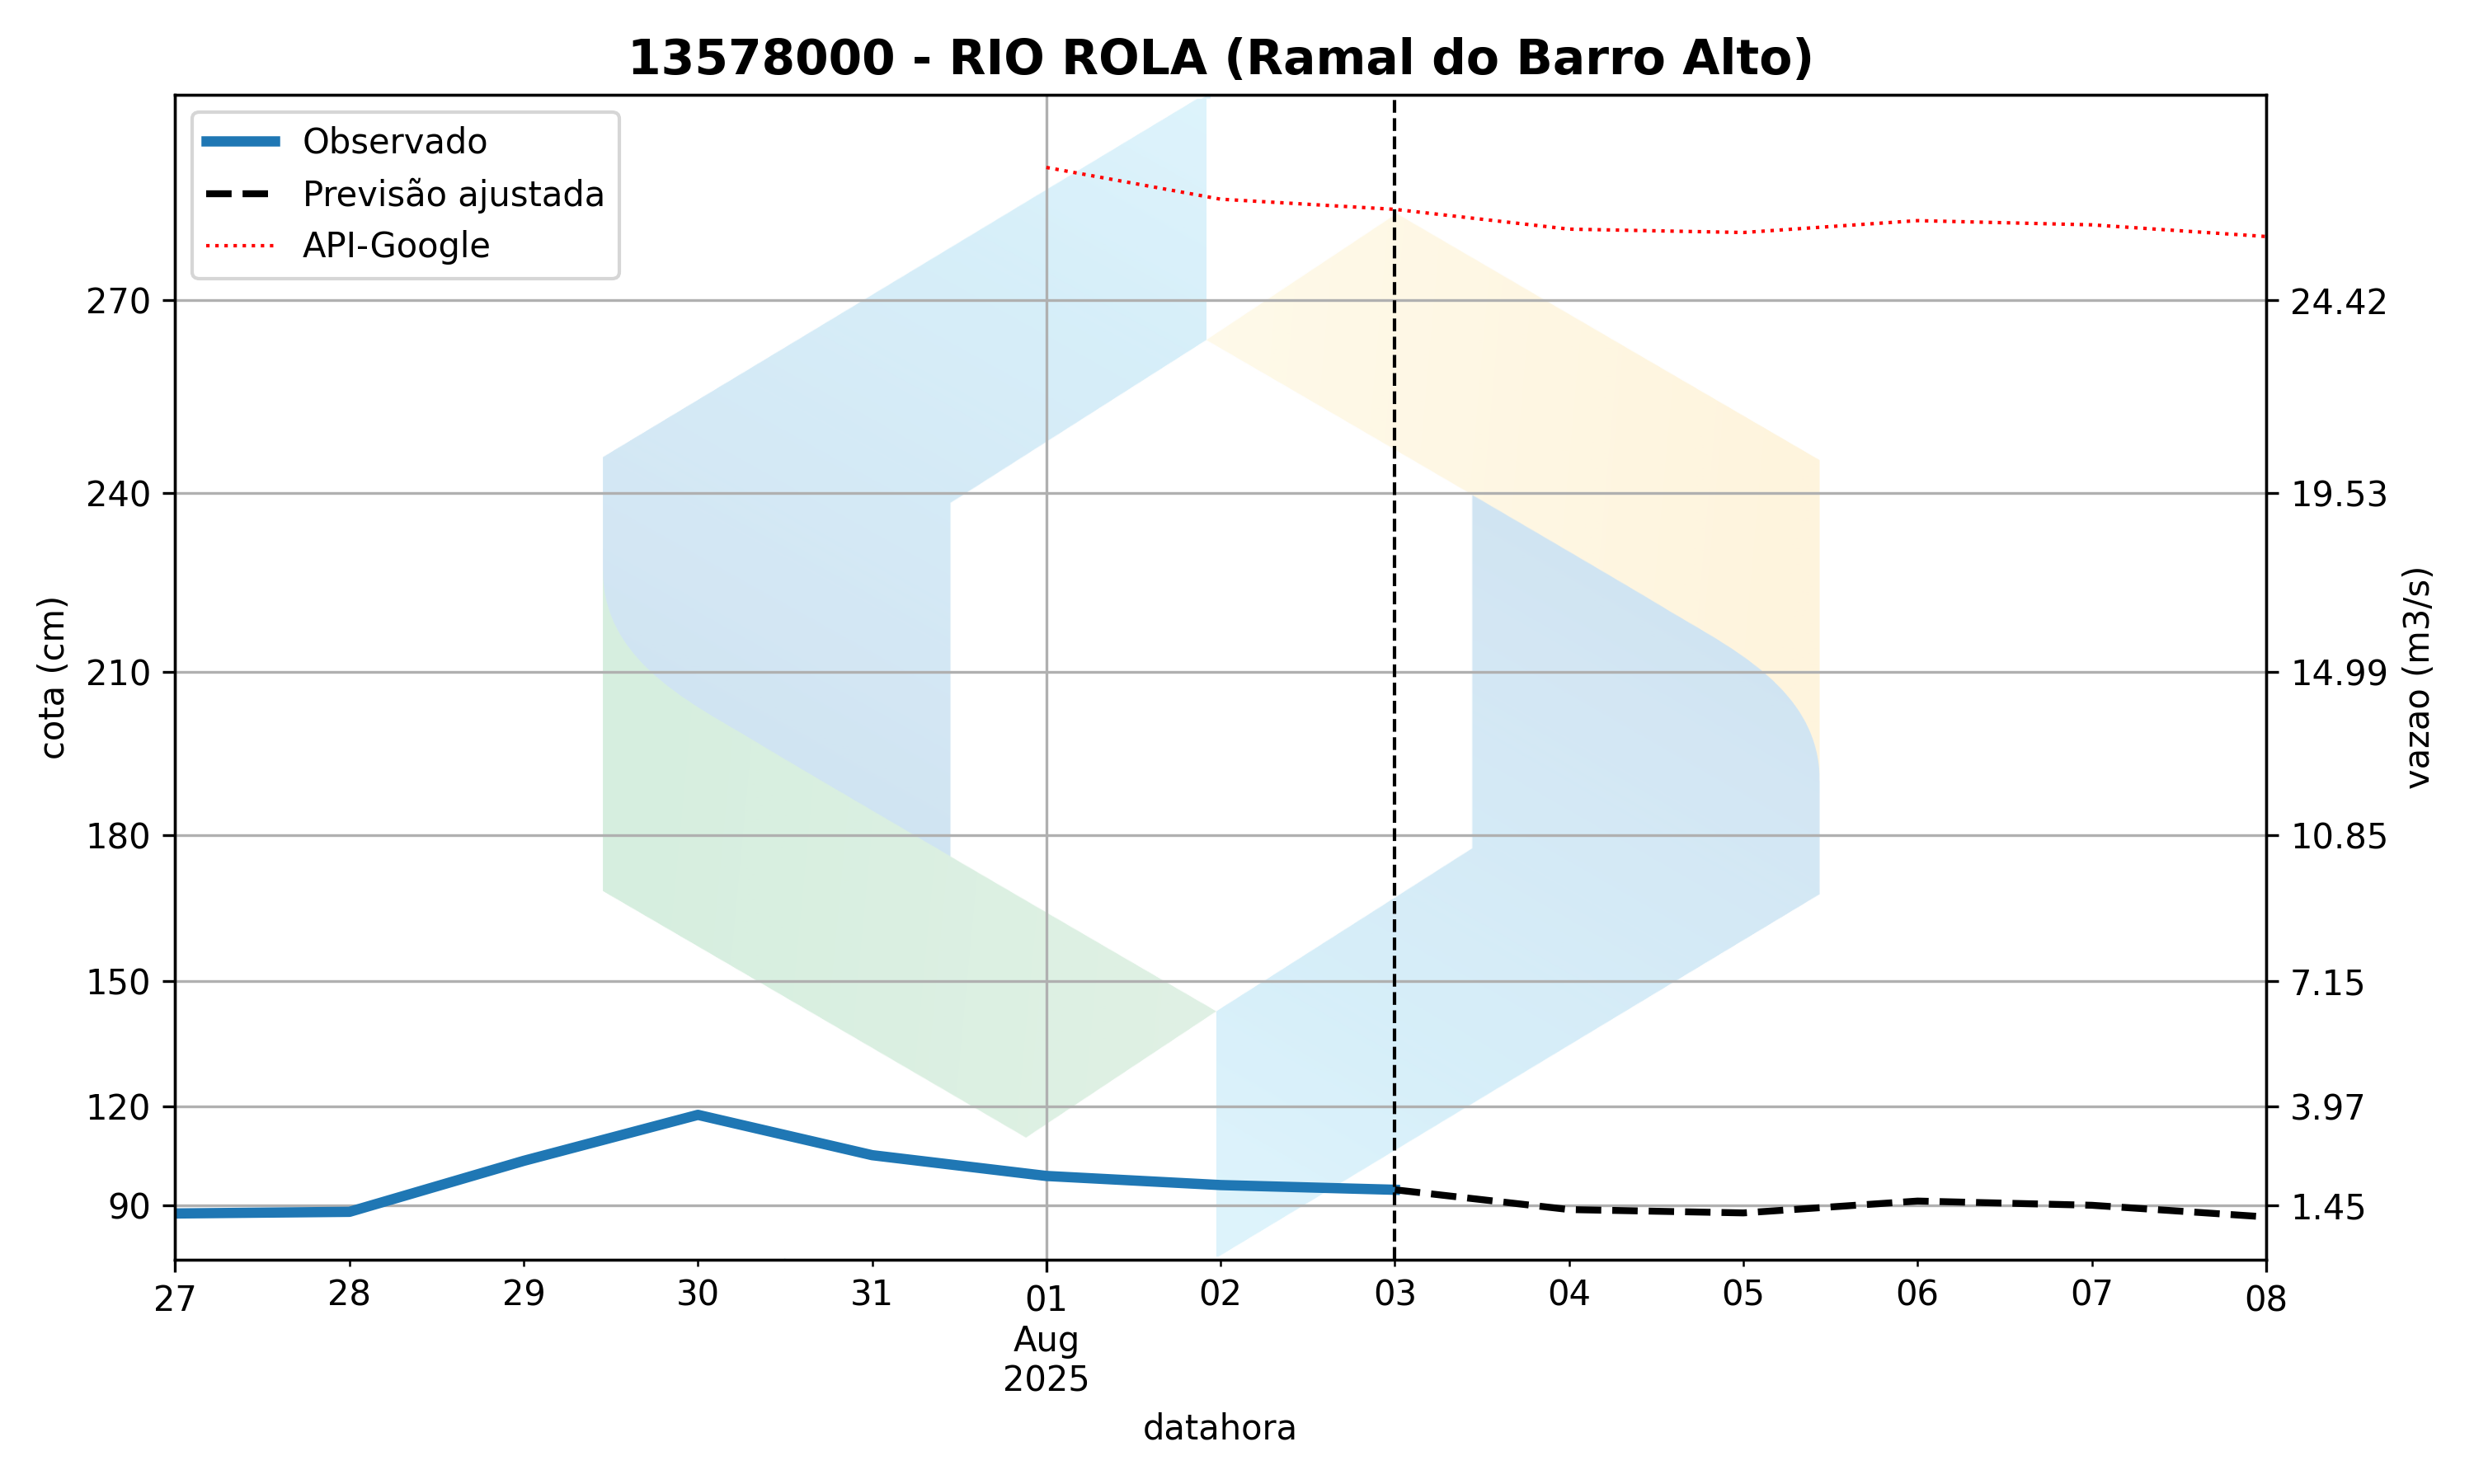 13578000 - RIO ROLA (Ramal do Barro Alto)
Observado
Previsão ajustada
API-Google
270
240
210
180
150
120
90
cota (cm)
24.42
19.53
14.99
10.85
7.15
3.97
1.45
vazao (m3/s)
27 28 29 30 31 01 02 03 04 05 06 07 08
Aug
2025
datahora